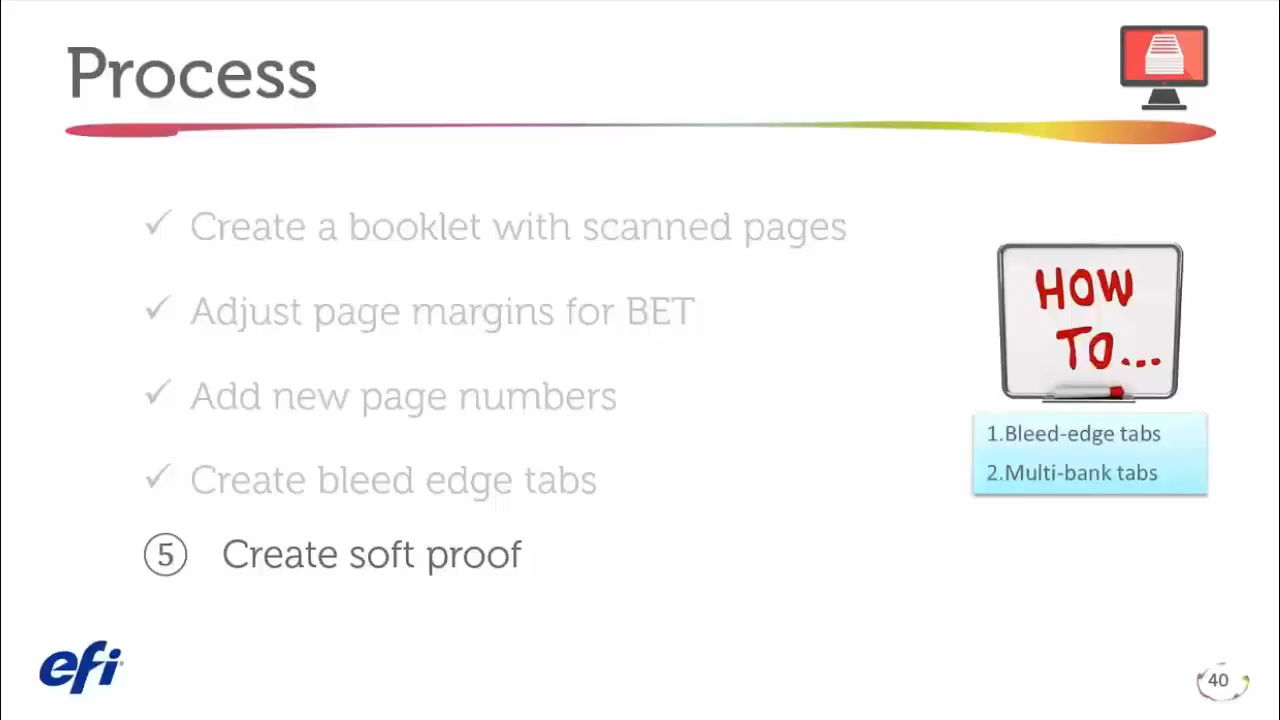 Process
✓ Create a booklet with scanned pages
✓ Adjust page margins for BET
✓ Add new page numbers
✓ Create bleed edge tabs
⑤ Create soft proof
HOW
TO...
1.Bleed-edge tabs
2.Multi-bank tabs
efi
40